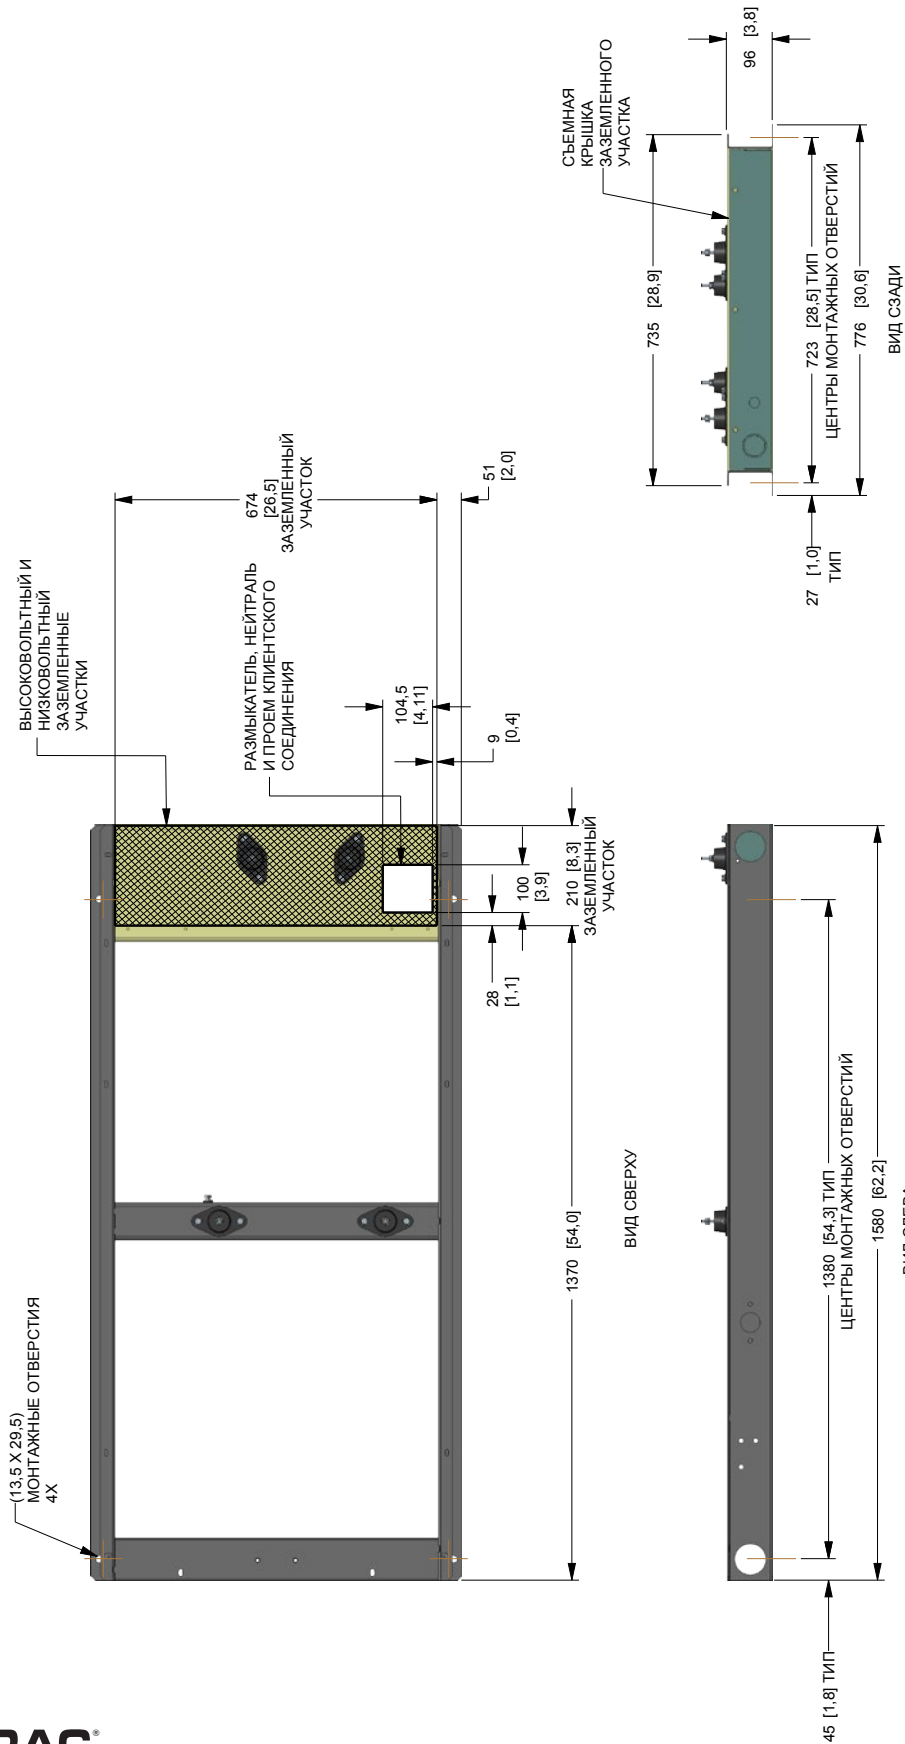 (13,5 X 29,5)
МОНТАЖНЫЕ ОТВЕРСТИЯ
4X
ВЫСОКОВОЛЬТНЫЙ И
НИЗКОВОЛЬТНЫЙ
ЗАЗЕМЛЕННЫЕ
УЧАСТКИ
674
[26,5]
ЗАЗЕМЛЕННЫЙ
УЧАСТОК
РАЗМЫКАТЕЛЬ, НЕЙТРАЛЬ
И ПРОЕМ КЛИЕНТСКОГО
СОЕДИНЕНИЯ
51
[2,0]
104,5
[4,11]
9
[0,4]
100
[3,9]
210 [8,3]
ЗАЗЕМЛЕННЫЙ
УЧАСТОК
28
[1,1]
1370 [54,0]
ВИД СВЕРХУ
СЪЕМНАЯ
КРЫШКА
ЗАЗЕМЛЕННОГО
УЧАСТКА
96 [3,8]
735 [28,9]
723 [28,5] ТИП
ЦЕНТРЫ МОНТАЖНЫХ ОТВЕРСТИЙ
776 [30,6]
27 [1,0]
ТИП
ВИД СЗАДИ
1380 [54,3] ТИП
ЦЕНТРЫ МОНТАЖНЫХ ОТВЕРСТИЙ
1580 [62,2]
45 [1,8] ТИП